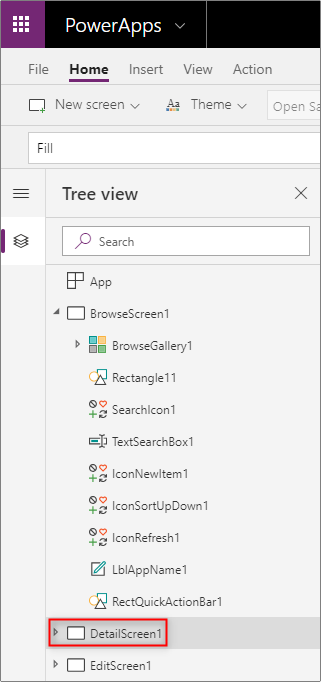 PowerApps
File Home Insert View Action
New screen Theme Open Sa
Fill
Tree view
Search
App
BrowseScreen1
BrowseGallery1
Rectangle11
SearchIcon1
TextSearchBox1
IconNewItem1
IconSortUpDown1
IconRefresh1
LblAppName1
RectQuickActionBar1
DetailScreen1
EditScreen1